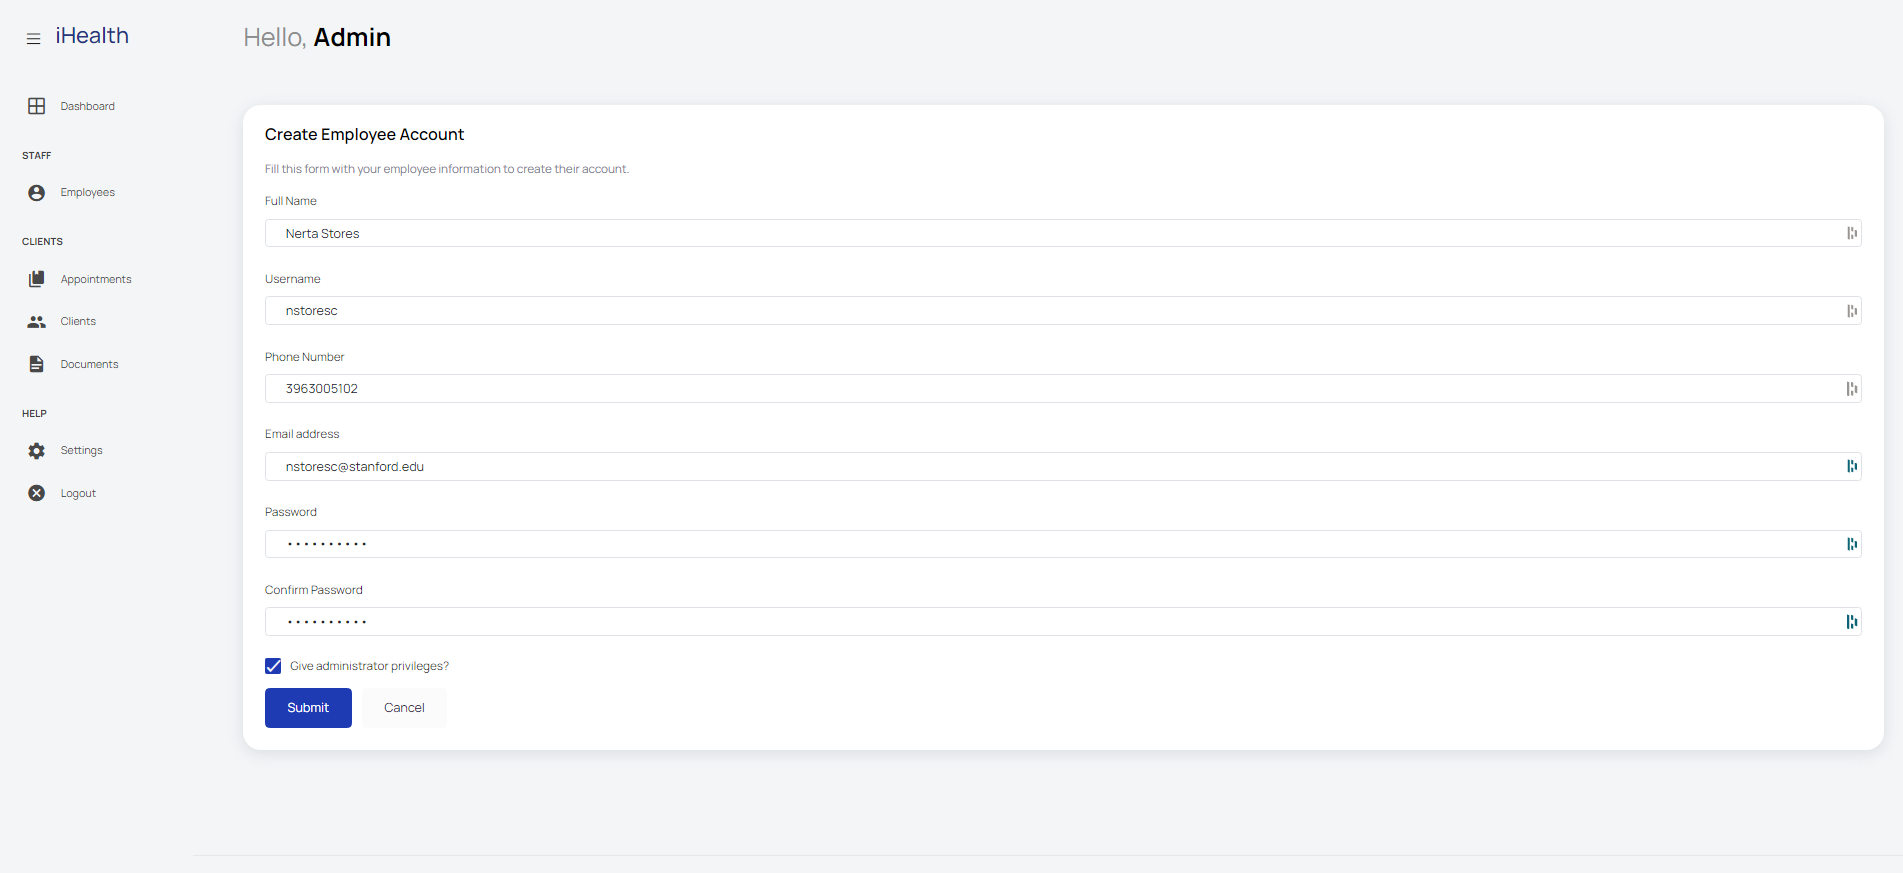 iHealth
Hello, Admin
Dashboard
STAFF
Employees
CLIENTS
Appointments
Clients
Documents
HELP
Settings
Logout
Create Employee Account
Fill this form with your employee information to create their account.
Full Name
Nerta Stores
Username
nstoresc
Phone Number
3963005102
Email address
nstoresc@stanford.edu
Password
••••••••••
Confirm Password
••••••••••
Give administrator privileges?
Submit Cancel